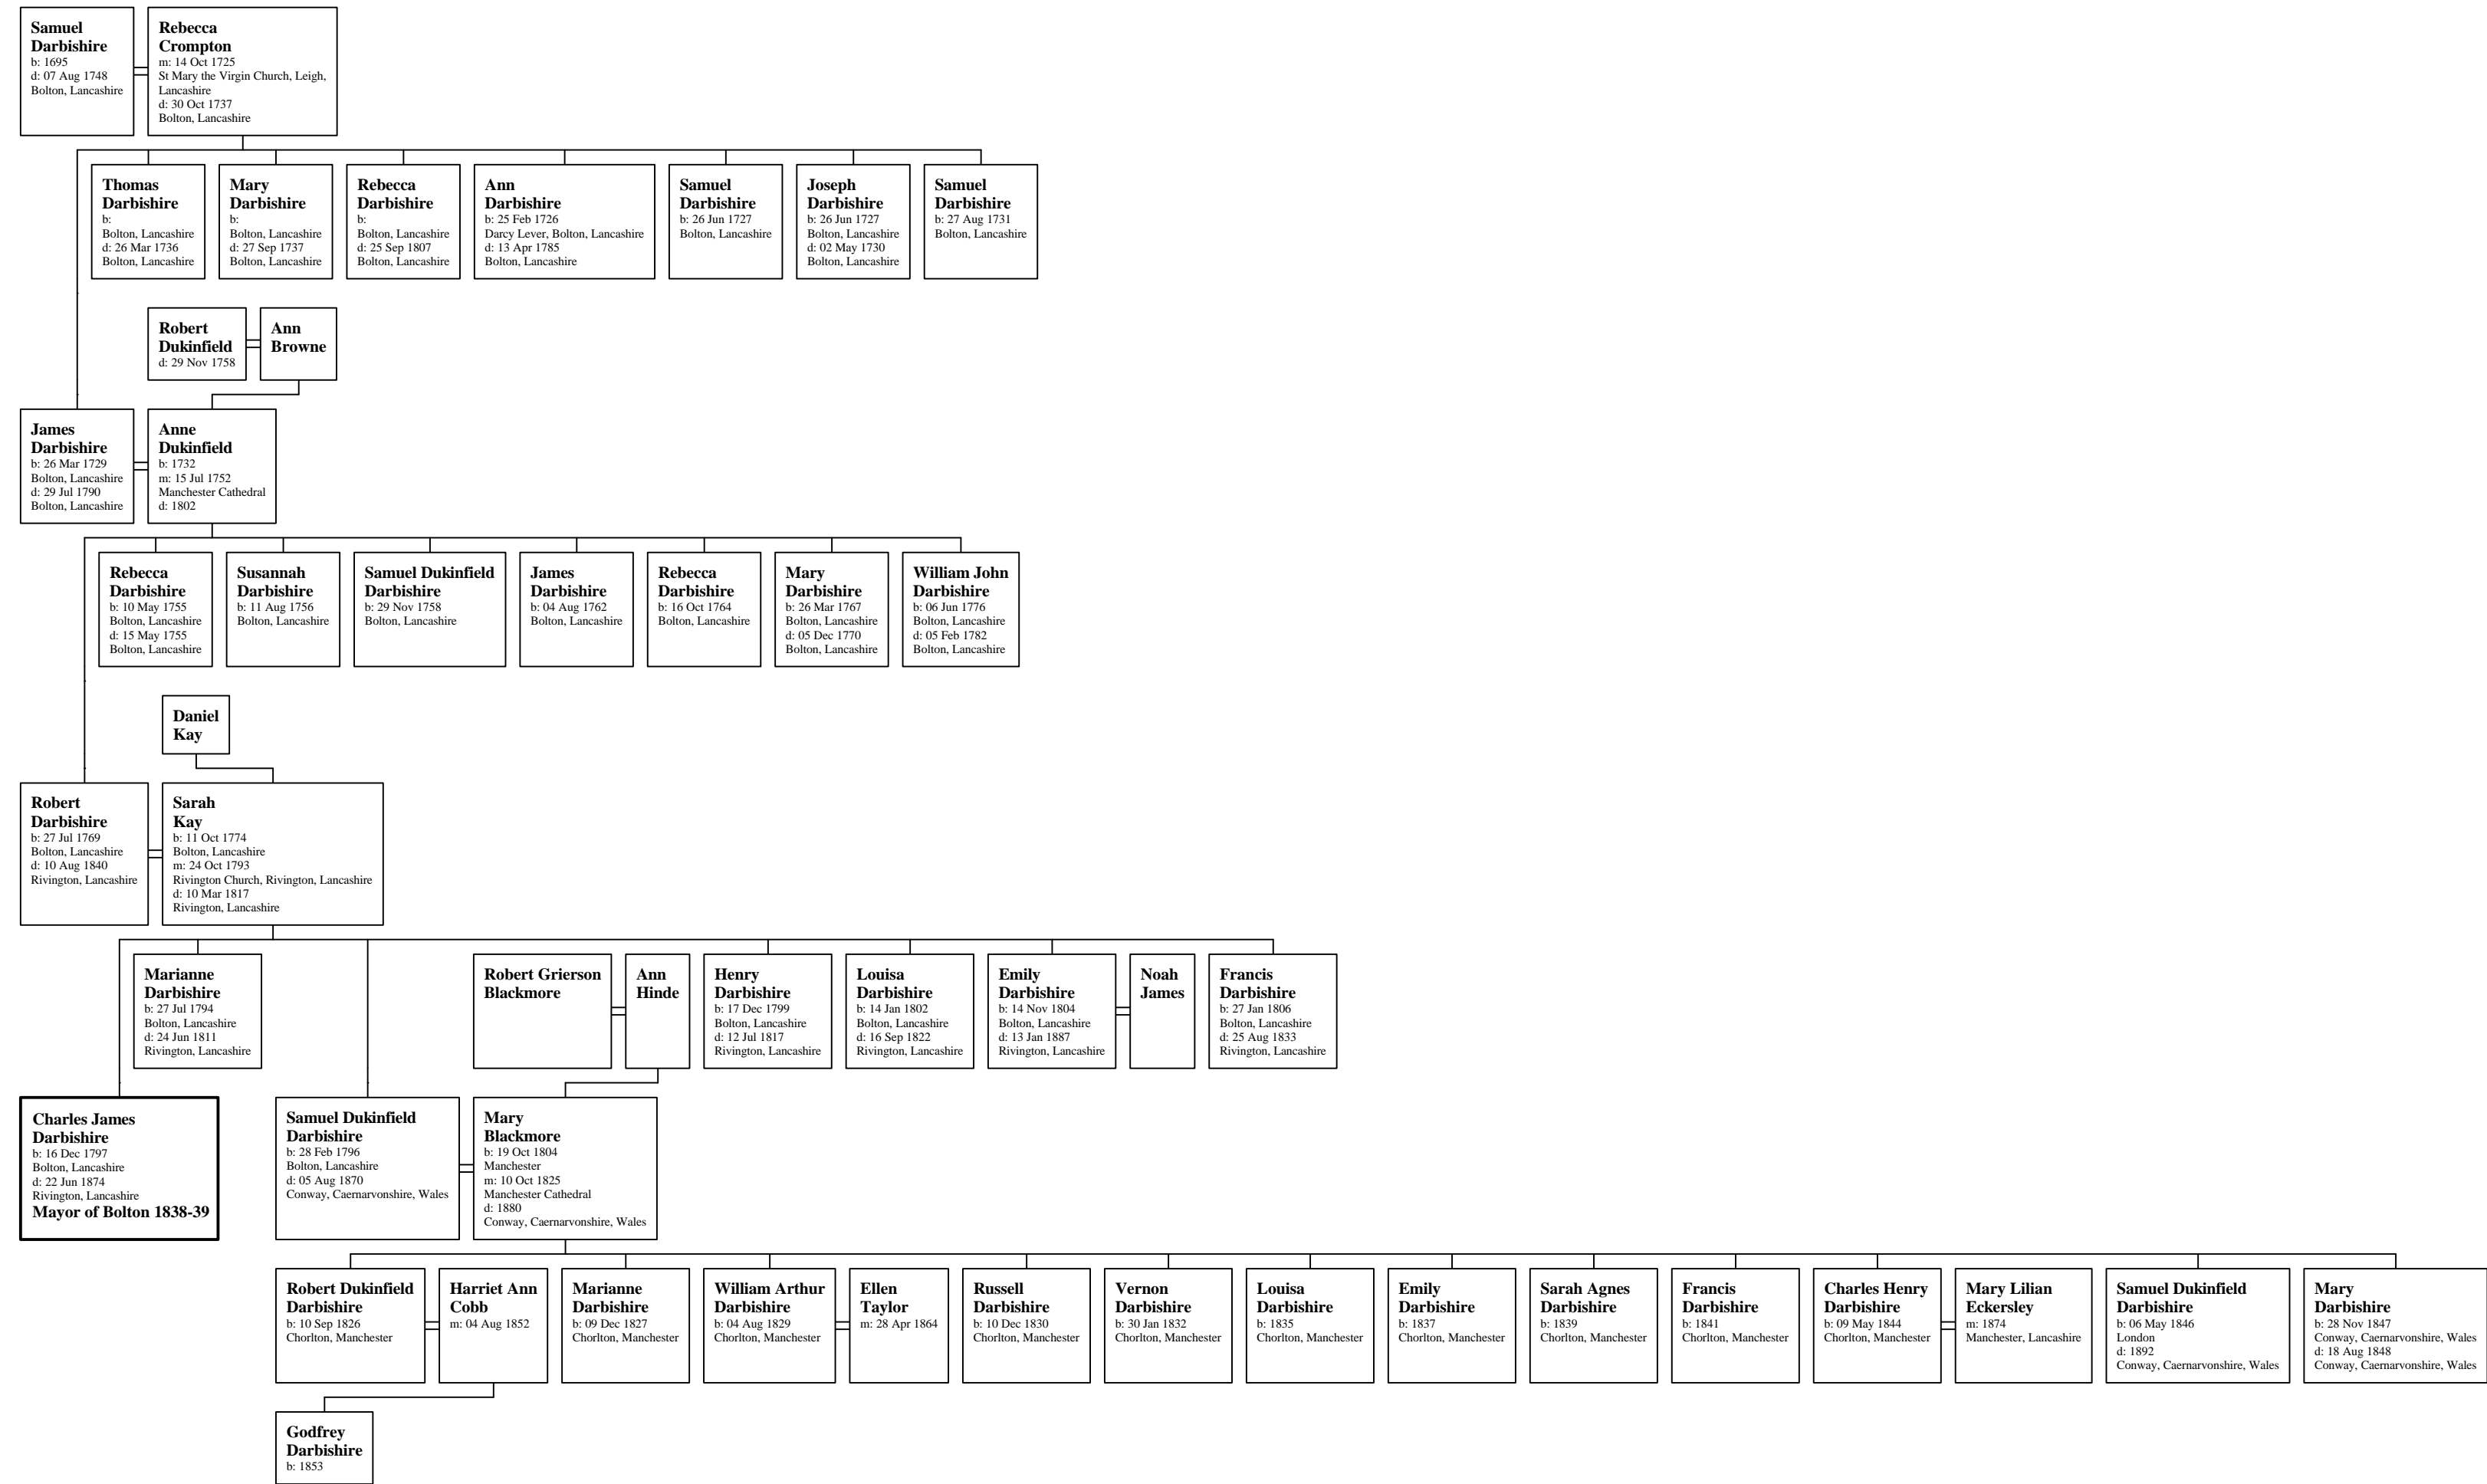 Samuel
Darbishire
b: 1695
d: 07 Aug 1748
Bolton, Lancashire
Rebecca
Crompton
m: 14 Oct 1725
St Mary the Virgin Church, Leigh,
Lancashire
d: 30 Oct 1737
Bolton, Lancashire
Thomas
Darbishire
b:
Bolton, Lancashire
d: 26 Mar 1736
Bolton, Lancashire
Mary
Darbishire
b:
Bolton, Lancashire
d: 27 Sep 1737
Bolton, Lancashire
Rebecca
Darbishire
b:
Bolton, Lancashire
d: 25 Sep 1807
Bolton, Lancashire
Ann
Darbishire
b: 25 Feb 1726
Darcy Lever, Bolton, Lancashire
d: 13 Apr 1785
Bolton, Lancashire
Samuel
Darbishire
b: 26 Jun 1727
Bolton, Lancashire
Joseph
Darbishire
b: 26 Jun 1727
Bolton, Lancashire
d: 02 May 1730
Bolton, Lancashire
Samuel
Darbishire
b: 27 Aug 1731
Bolton, Lancashire
Robert
Dukinfield
d: 29 Nov 1758
Ann
Browne
James
Darbishire
b: 26 Mar 1729
Bolton, Lancashire
d: 29 Jul 1790
Bolton, Lancashire
Anne
Dukinfield
b: 1732
m: 15 Jul 1752
Manchester Cathedral
d: 1802
Rebecca
Darbishire
b: 10 May 1755
Bolton, Lancashire
d: 15 May 1755
Bolton, Lancashire
Susannah
Darbishire
b: 11 Aug 1756
Bolton, Lancashire
Samuel Dukinfield
Darbishire
b: 29 Nov 1758
Bolton, Lancashire
James
Darbishire
b: 04 Aug 1762
Bolton, Lancashire
Rebecca
Darbishire
b: 16 Oct 1764
Bolton, Lancashire
Mary
Darbishire
b: 26 Mar 1767
Bolton, Lancashire
d: 05 Dec 1770
Bolton, Lancashire
William John
Darbishire
b: 06 Jun 1776
Bolton, Lancashire
d: 05 Feb 1782
Bolton, Lancashire
Daniel
Kay
Robert
Darbishire
b: 27 Jul 1769
Bolton, Lancashire
d: 10 Aug 1840
Rivington, Lancashire
Sarah
Kay
b: 11 Oct 1774
Bolton, Lancashire
m: 24 Oct 1793
Rivington Church, Rivington, Lancashire
d: 10 Mar 1817
Rivington, Lancashire
Marianne
Darbishire
b: 27 Jul 1794
Bolton, Lancashire
d: 24 Jun 1811
Rivington, Lancashire
Robert Grierson
Blackmore
Ann
Hinde
Henry
Darbishire
b: 17 Dec 1799
Bolton, Lancashire
d: 12 Jul 1817
Rivington, Lancashire
Louisa
Darbishire
b: 14 Jan 1802
Bolton, Lancashire
d: 16 Sep 1822
Rivington, Lancashire
Emily
Darbishire
b: 14 Nov 1804
Bolton, Lancashire
d: 13 Jan 1887
Rivington, Lancashire
Noah
James
Francis
Darbishire
b: 27 Jan 1806
Bolton, Lancashire
d: 25 Aug 1833
Rivington, Lancashire
Charles James
Darbishire
b: 16 Dec 1797
Bolton, Lancashire
d: 22 Jun 1874
Rivington, Lancashire
Mayor of Bolton 1838-39
Samuel Dukinfield
Darbishire
b: 28 Feb 1796
Bolton, Lancashire
d: 05 Aug 1870
Conway, Caernarvonshire, Wales
Mary
Blackmore
b: 19 Oct 1804
Manchester
m: 10 Oct 1825
Manchester Cathedral
d: 1880
Conway, Caernarvonshire, Wales
Robert Dukinfield
Darbishire
b: 10 Sep 1826
Chorlton, Manchester
Harriet Ann
Cobb
m: 04 Aug 1852
Marianne
Darbishire
b: 09 Dec 1827
Chorlton, Manchester
William Arthur
Darbishire
b: 04 Aug 1829
Chorlton, Manchester
Ellen
Taylor
m: 28 Apr 1864
Russell
Darbishire
b: 10 Dec 1830
Chorlton, Manchester
Vernon
Darbishire
b: 30 Jan 1832
Chorlton, Manchester
Louisa
Darbishire
b: 1835
Chorlton, Manchester
Emily
Darbishire
b: 1837
Chorlton, Manchester
Sarah Agnes
Darbishire
b: 1839
Chorlton, Manchester
Francis
Darbishire
b: 1841
Chorlton, Manchester
Charles Henry
Darbishire
b: 09 May 1844
Chorlton, Manchester
Mary Lilian
Eckersley
m: 1874
Manchester, Lancashire
Samuel Dukinfield
Darbishire
b: 06 May 1846
London
d: 1892
Conway, Caernarvonshire, Wales
Mary
Darbishire
b: 28 Nov 1847
Conway, Caernarvonshire, Wales
d: 18 Aug 1848
Conway, Caernarvonshire, Wales
Godfrey
Darbishire
b: 1853